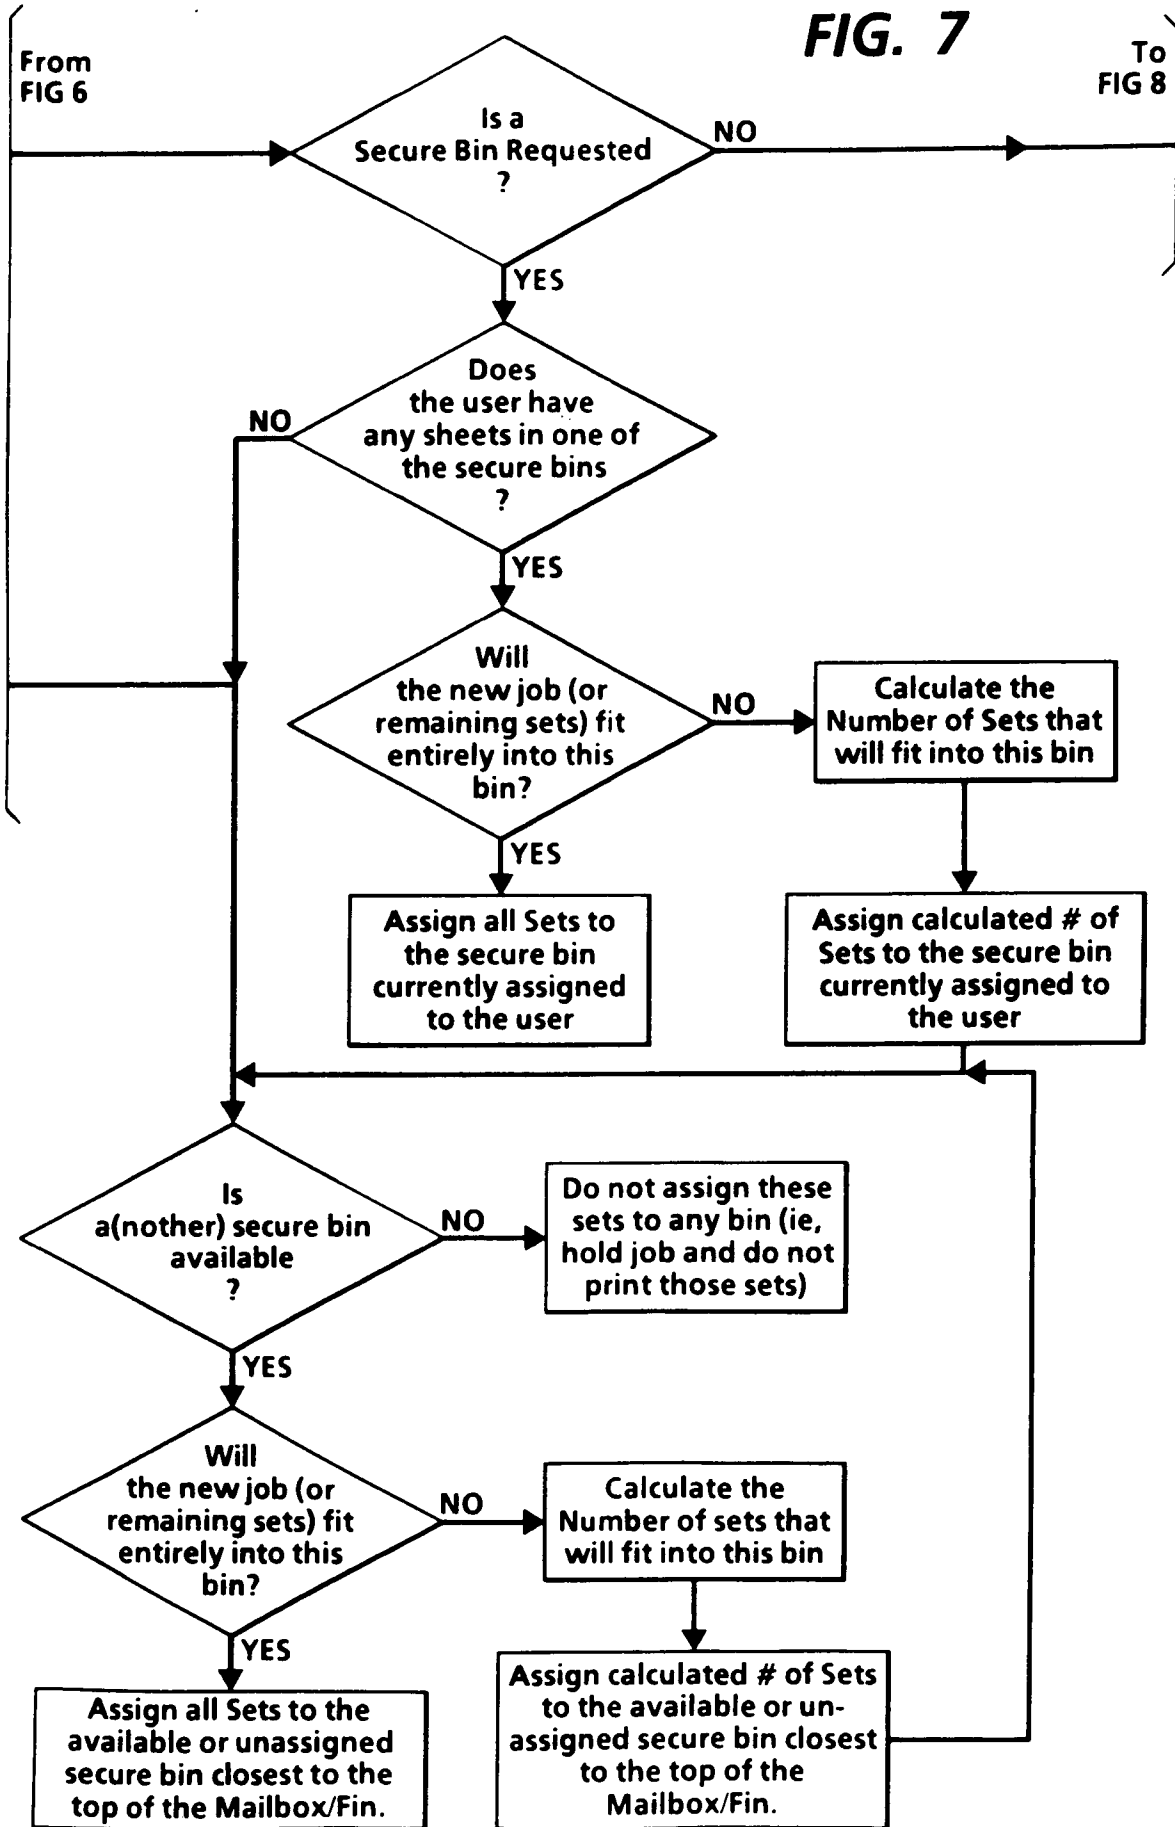 FIG. 7
From
FIG 6
To
FIG 8
Is a
Secure Bin Requested
?
NO
YES
Does
the user have
any sheets in one of
the secure bins
?
NO
YES
Will
the new job (or
remaining sets) fit
entirely into this
bin?
NO
Calculate the
Number of Sets that
will fit into this bin
YES
Assign all Sets to
the secure bin
currently assigned
to the user
Assign calculated # of
Sets to the secure bin
currently assigned to
the user
Is
a(nother) secure bin
available
?
NO
Do not assign these
sets to any bin (ie,
hold job and do not
print those sets)
YES
Will
the new job (or
remaining sets) fit
entirely into this
bin?
NO
Calculate the
Number of sets that
will fit into this bin
YES
Assign all Sets to the
available or unassigned
secure bin closest to the
top of the Mailbox/Fin.
Assign calculated # of Sets
to the available or un-
assigned secure bin closest
to the top of the
Mailbox/Fin.